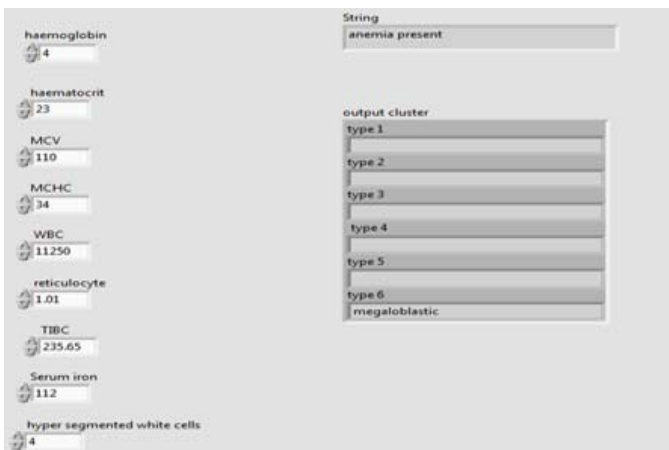 haemoglobin
4
haematocrit
23
MCV
110
MCHC
34
WBC
11250
reticulocyte
1.01
TIBC
235.65
Serum iron
112
hyper segmented white cells
4
String
anemia present
output cluster
type 1
type 2
type 3
type 4
type 5
type 6
megaloblastic